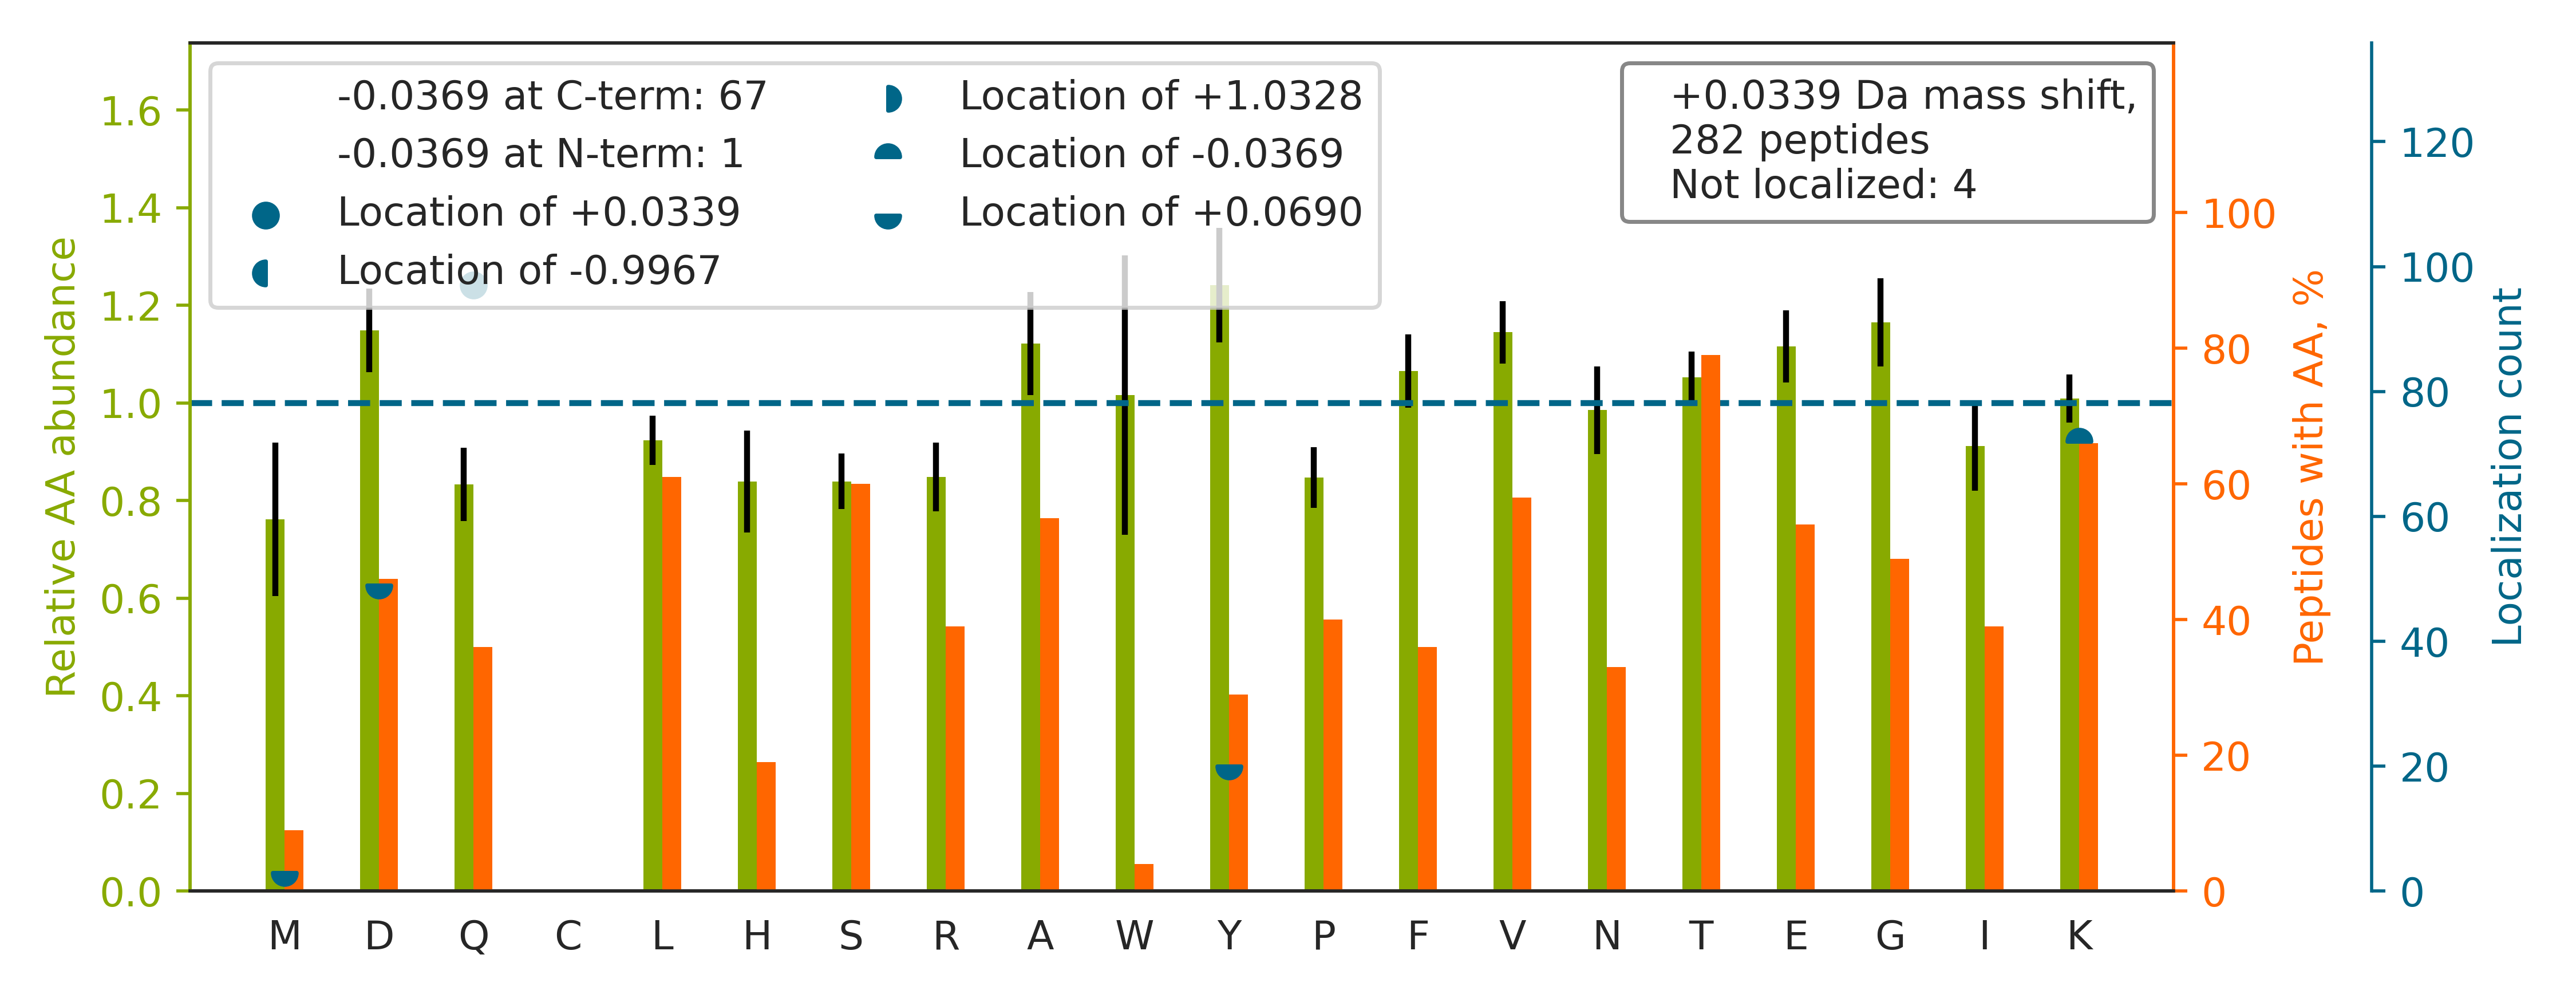 -0.0369 at C-term: 67
-0.0369 at N-term: 1
Location of +0.0339
Location of -0.9967
Location of +1.0328
Location of -0.0369
Location of +0.0690
+0.0339 Da mass shift,
282 peptides
Not localized: 4
Relative AA abundance
1.6
1.4
1.2
1.0
0.8
0.6
0.4
0.2
0.0
M D Q C L H S R A W Y P F V N T E G I K
100
80
60
40
20
0
Peptides with AA, %
120
100
80
60
40
20
0
Localization count